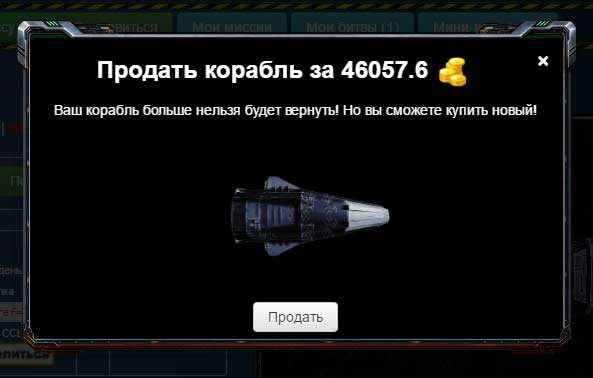 Мои миссии
Мои битвы (1)
Продать корабль за 46057.6
×
Ваш корабль больше нельзя будет вернуть! Но вы сможете купить новый!
Продать